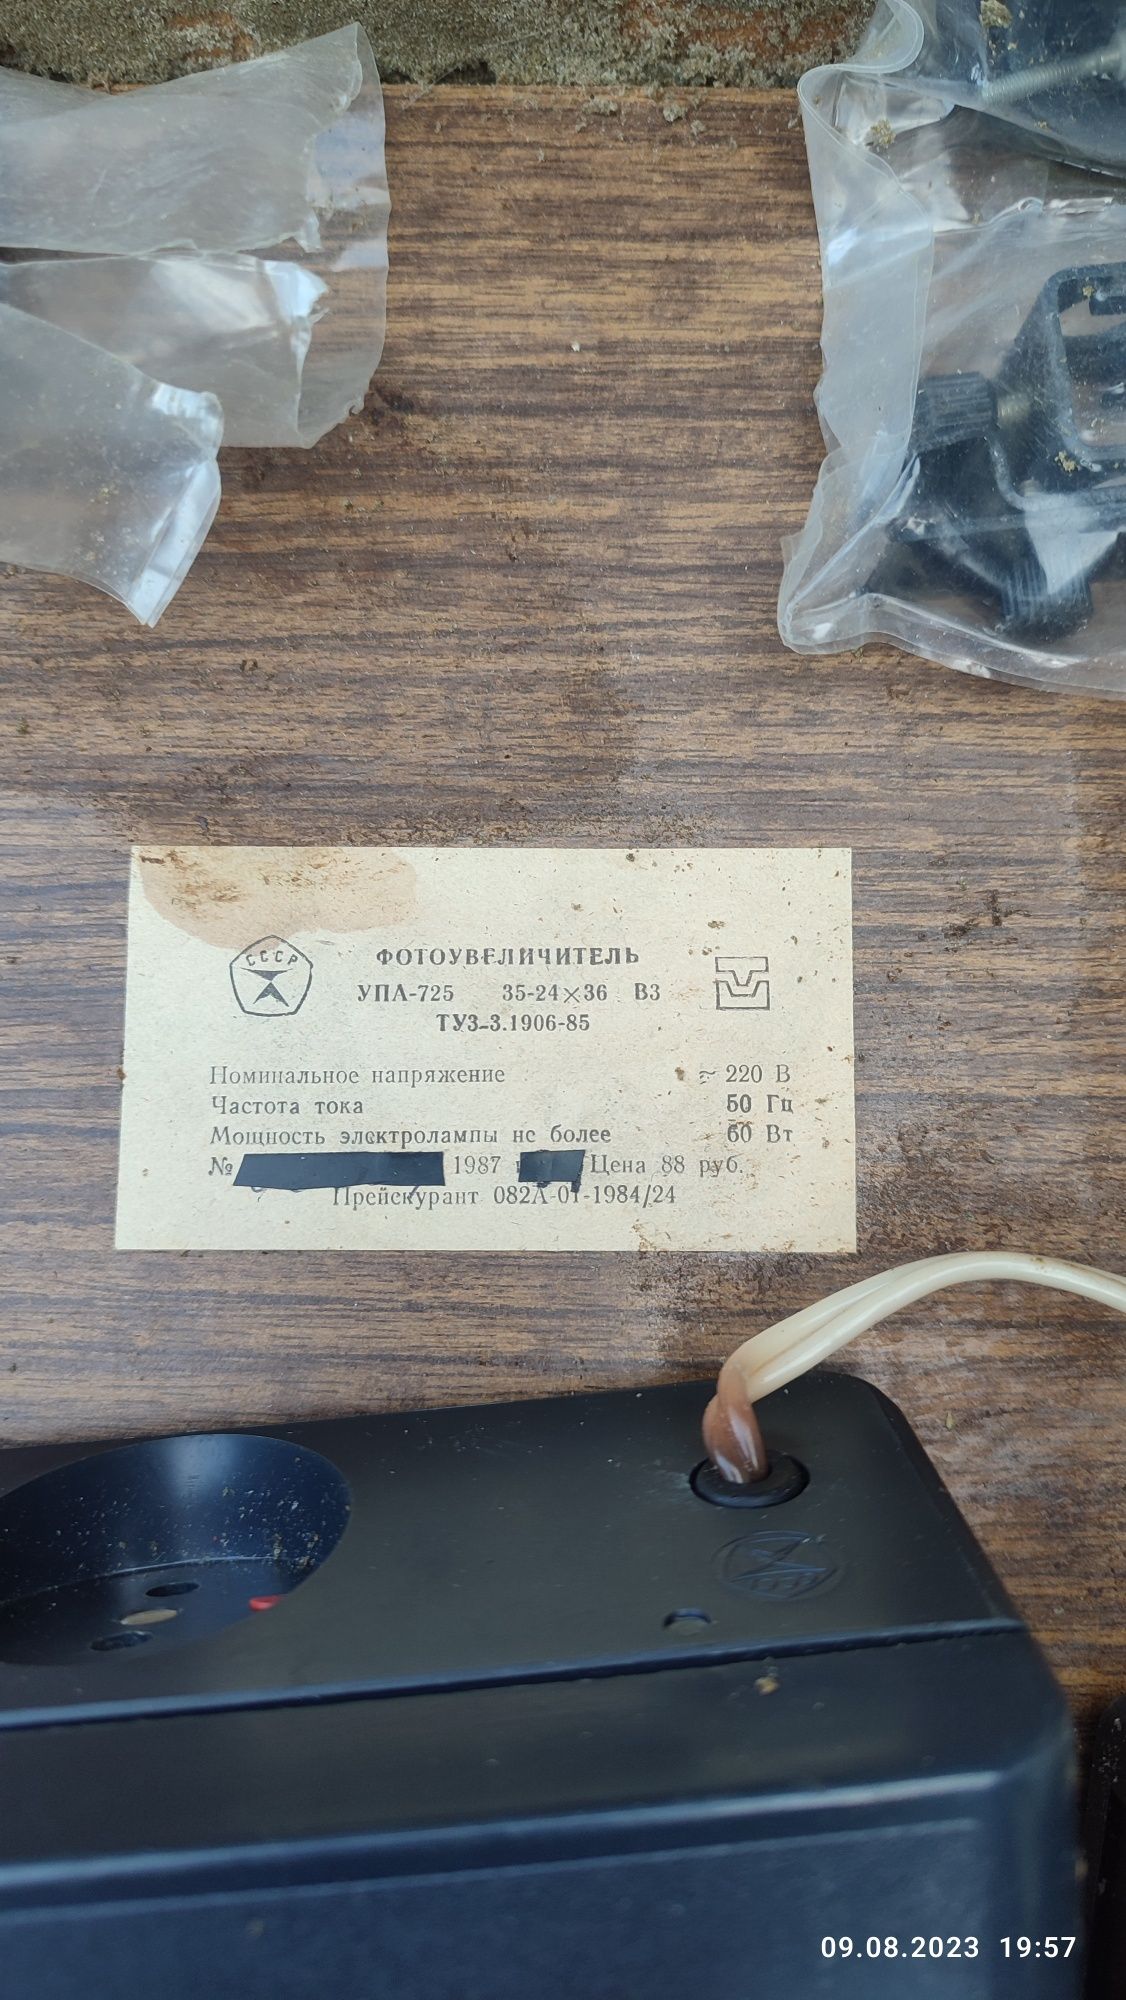 СССР
ФОТОУВЕЛИЧИТЕЛЬ
УПА-725 35-24×36 В3
ТУ3-3.1906-85
Номинальное напряжение ~ 220 В
Частота тока 50 Гц
Мощность электролампы не более 60 Вт
№ 1987 Цена 88 руб.
Прейскурант 082А-01-1984/24
09.08.2023 19:57